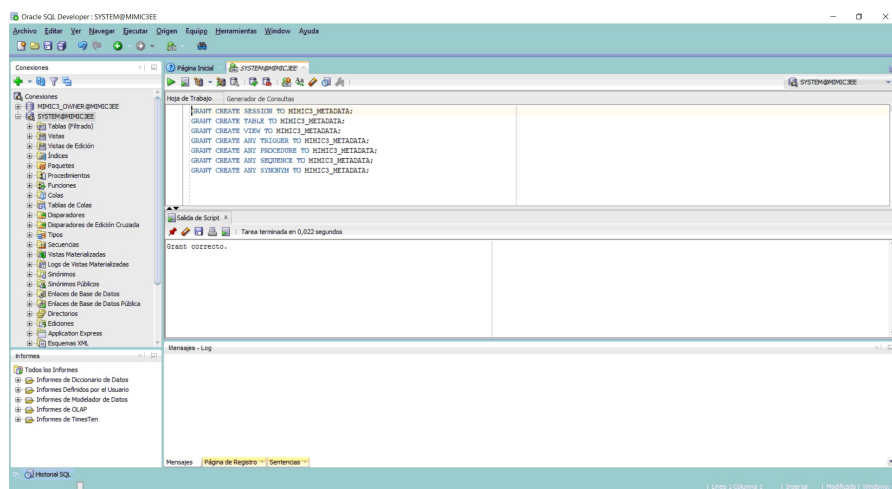 Oracle SQL Developer : SYSTEM@MIMIC3EE
Archivo Editar Ver Navegar Ejecutar Origen Equipo Herramientas Window Ayuda
Conexiones
Conexiones
MIMIC3_OWNER@MIMIC3EE
SYSTEM@MIMIC3EE
Tablas (Filtrado)
Vistas
Vistas de Edición
Índices
Paquetes
Procedimientos
Funciones
Colas
Tablas de Colas
Disparadores
Disparadores de Edición Cruzada
Tipos
Secuencias
Vistas Materializadas
Logs de Vistas Materializadas
Sinónimos
Sinónimos Públicos
Enlaces de Base de Datos
Enlaces de Base de Datos Pública
Directorios
Ediciones
Application Express
Esquemas XML
Informes
Todos los Informes
Informes de Diccionario de Datos
Informes Definidos por el Usuario
Informes de Modelador de Datos
Informes de OLAP
Informes de TimesTen
Página Inicial SYSTEM@MIMIC3EE
SYSTEM@MIMIC3EE
Hoja de Trabajo Generador de Consultas
GRANT CREATE SESSION TO MIMIC3_METADATA;
GRANT CREATE TABLE TO MIMIC3_METADATA;
GRANT CREATE VIEW TO MIMIC3_METADATA;
GRANT CREATE ANY TRIGGER TO MIMIC3_METADATA;
GRANT CREATE ANY PROCEDURE TO MIMIC3_METADATA;
GRANT CREATE ANY SEQUENCE TO MIMIC3_METADATA;
GRANT CREATE ANY SYNONYM TO MIMIC3_METADATA;
Salida de Script x
Tarea terminada en 0,022 segundos
Grant correcto.
Mensajes - Log
Mensajes Página de Registro Sentencias
Historial SQL
Línea 1 Columna 1 | Insertar | Modificado | Windows